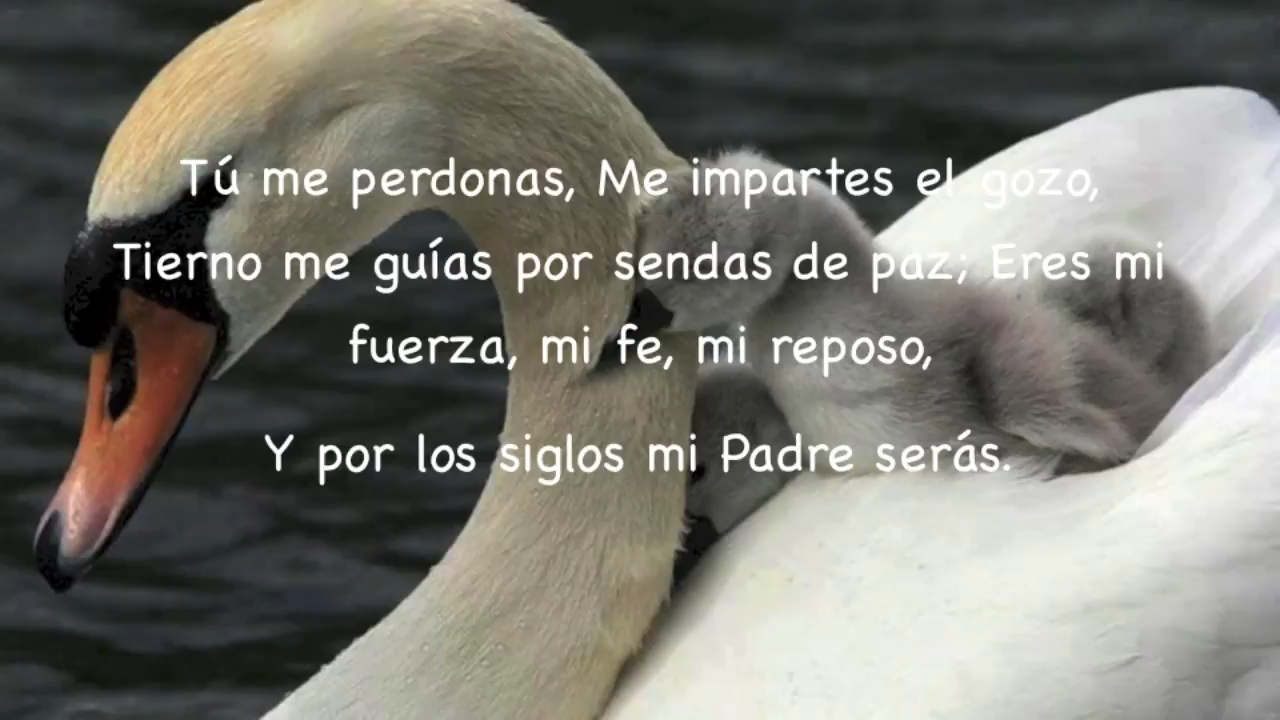 Tú me perdonas, Me impartes el gozo,
Tierno me guías por sendas de paz; Eres mi
fuerza, mi fe, mi reposo,
Y por los siglos mi Padre serás.